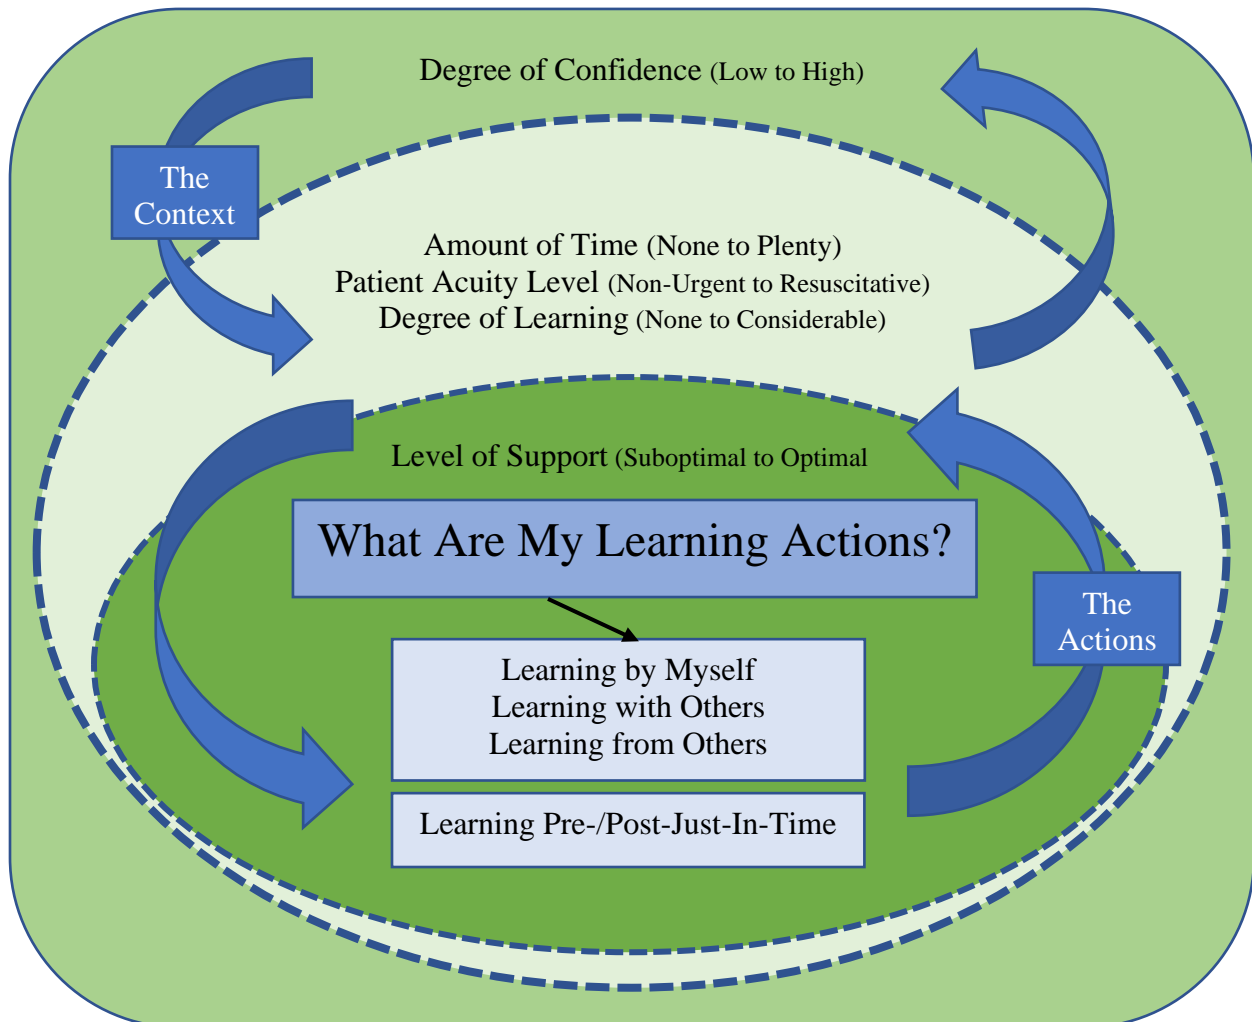 Degree of Confidence (Low to High)
The
Context
Amount of Time (None to Plenty)
Patient Acuity Level (Non-Urgent to Resuscitative)
Degree of Learning (None to Considerable)
Level of Support (Suboptimal to Optimal
What Are My Learning Actions?
The
Actions
Learning by Myself
Learning with Others
Learning from Others
Learning Pre-/Post-Just-In-Time